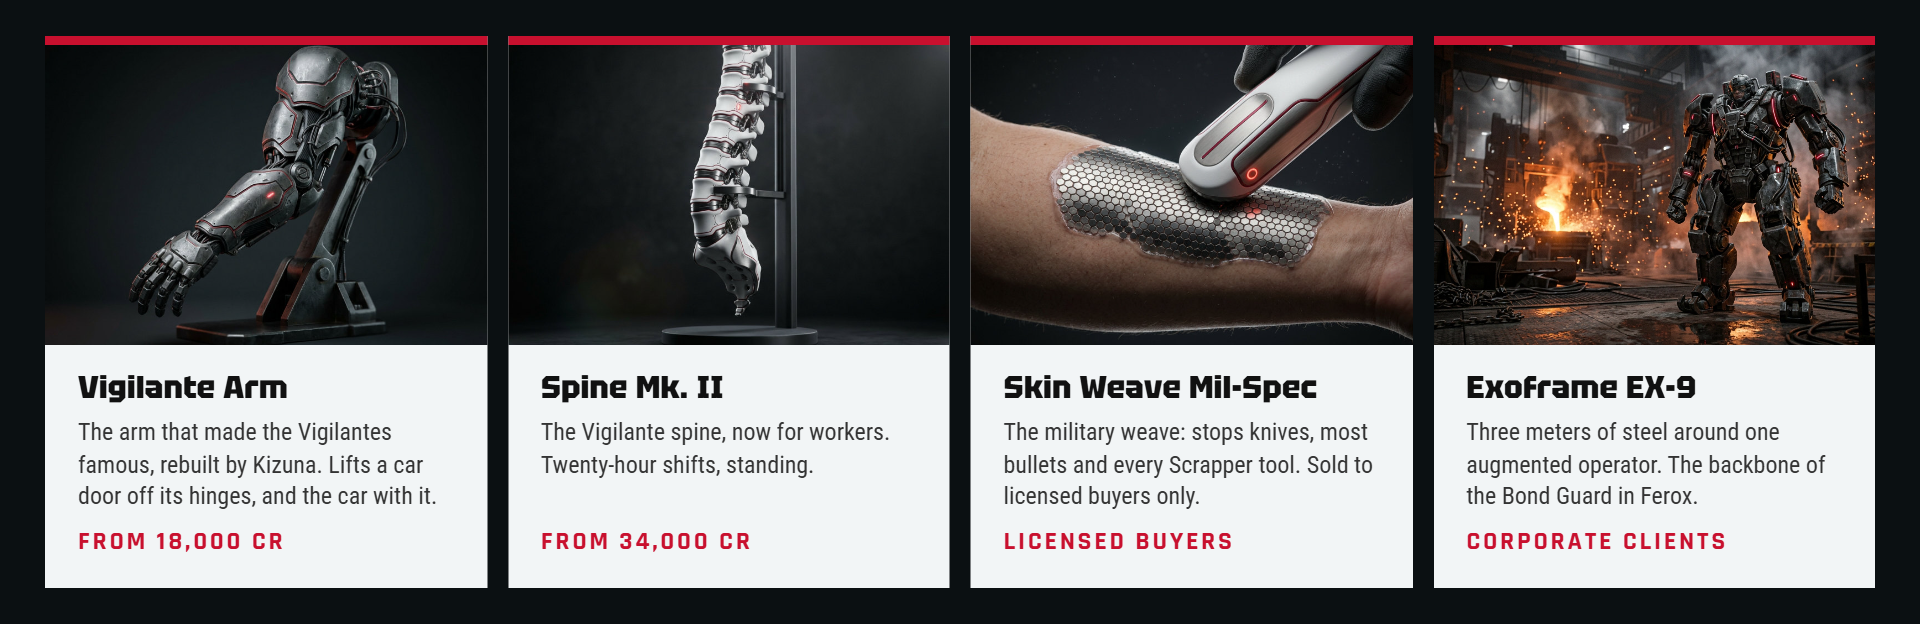 Vigilante Arm
The arm that made the Vigilantes
famous, rebuilt by Kizuna. Lifts a car
door off its hinges, and the car with it.
FROM 18,000 CR
Spine Mk. II
The Vigilante spine, now for workers.
Twenty-hour shifts, standing.
FROM 34,000 CR
Skin Weave Mil-Spec
The military weave: stops knives, most
bullets and every Scrapper tool. Sold to
licensed buyers only.
LICENSED BUYERS
Exoframe EX-9
Three meters of steel around one
augmented operator. The backbone of
the Bond Guard in Ferox.
CORPORATE CLIENTS